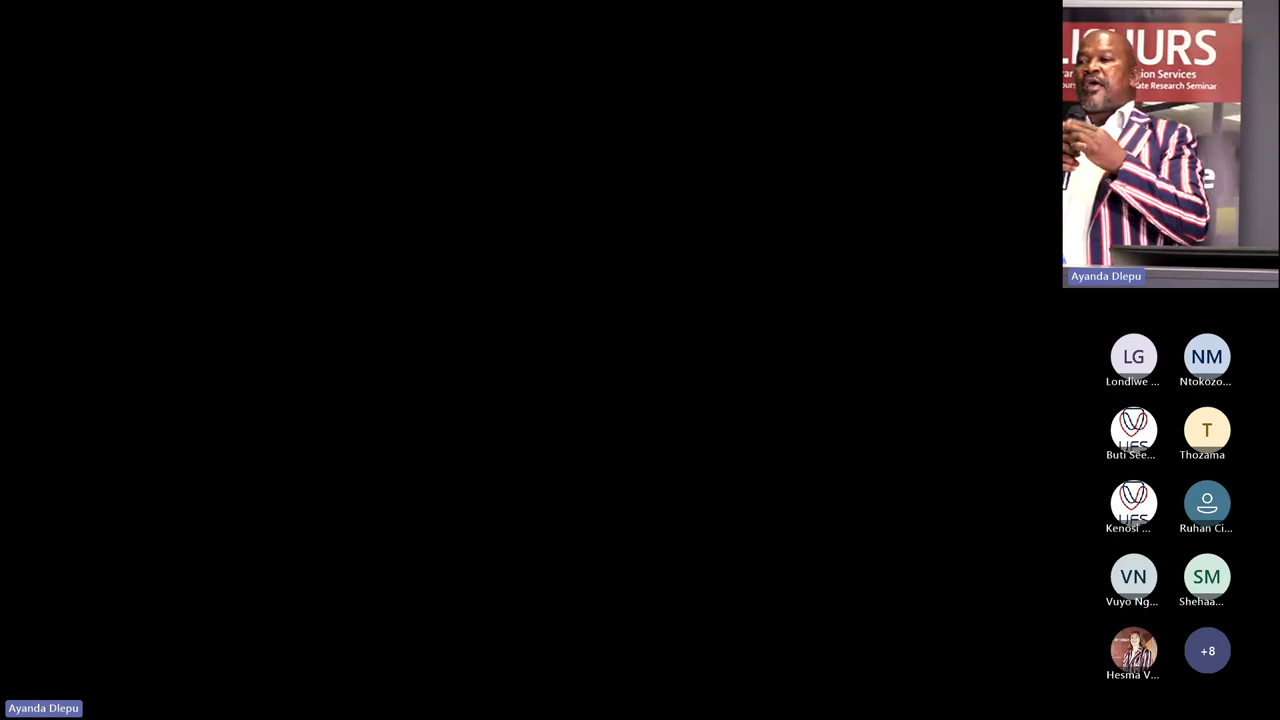 URS
ion Services
ate Research Seminar
Ayanda Dlepu
LG
NM
Londiwe ...
Ntokozo...
T
Buti See...
Thozama
Kenosi ...
Ruhan Ci...
VN
SM
Vuyo Ng...
Shehaa...
+8
Hesma V...
Ayanda Dlepu